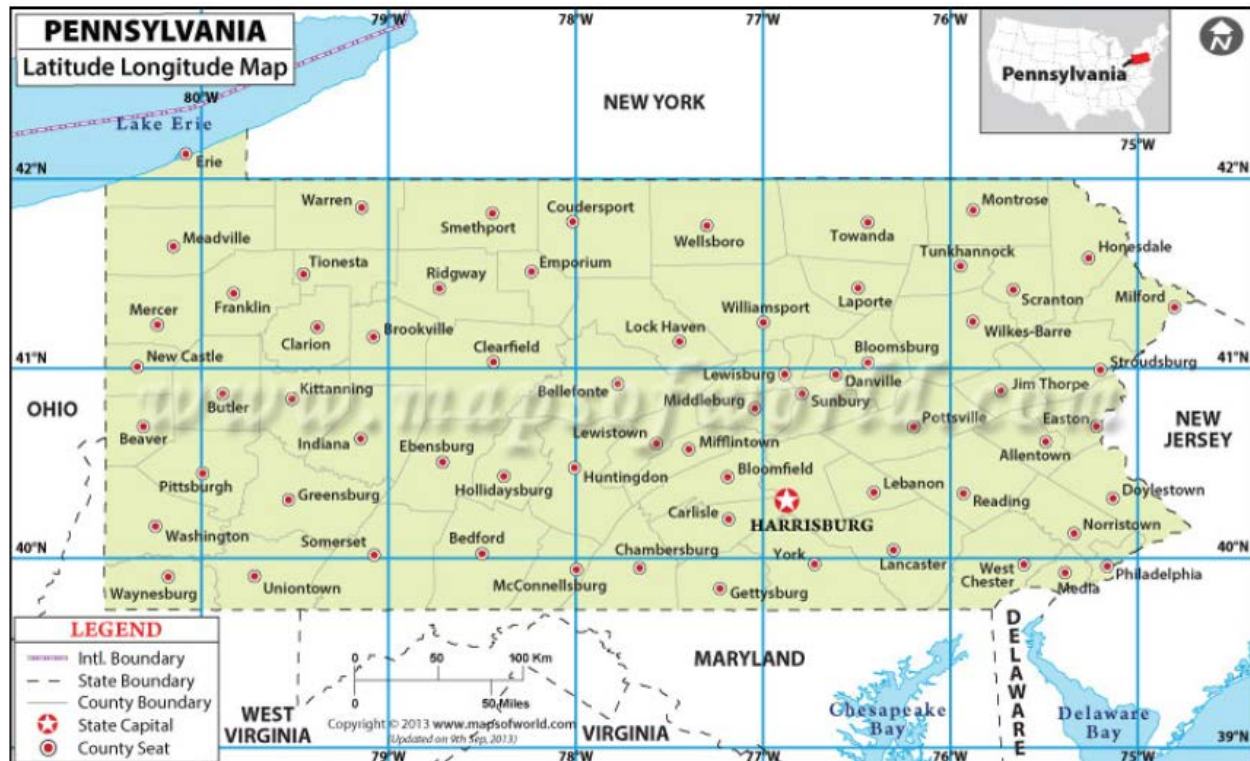 PENNSYLVANIA
Latitude Longitude Map
79°W
78°W
77°W
76°W
N
Pennsylvania
80°W
NEW YORK
Lake Erie
75°W
Erie
42°N
42°N
Warren
Smethport
Coudersport
Wellsboro
Towanda
Montrose
Meadville
Tionesta
Ridgway
Emporium
Tunkhannock
Honesdale
Mercer
Franklin
Clarion
Brookville
Lock Haven
Williamsport
Laporte
Scranton
Milford
Wilkes-Barre
New Castle
Clearfield
Bloomsburg
Stroudsburg
41°N
41°N
www.mapsofworld.com
OHIO
Butler
Kittanning
Bellefonte
Lewisburg
Danville
Sunbury
Jim Thorpe
Middleburg
Beaver
Indiana
Ebensburg
Lewistown
Mifflintown
Pottsville
Easton
Allentown
NEW
JERSEY
Pittsburgh
Greensburg
Hollidaysburg
Huntingdon
Bloomfield
Lebanon
Reading
Doylestown
Carlisle
HARRISBURG
Norristown
Washington
Somerset
Bedford
Chambersburg
York
Lancaster
40°N
40°N
Waynesburg
Uniontown
McConnellsburg
Gettysburg
West
Chester
Media
Philadelphia
LEGEND
Intl. Boundary
State Boundary
County Boundary
State Capital
County Seat
0 50 100 Km
0 50 Miles
Copyright © 2013 www.mapsofworld.com
(Updated on 9th Sep, 2013)
WEST
VIRGINIA
VIRGINIA
MARYLAND
DELAWARE
Chesapeake
Bay
Delaware
Bay
39°N
39°N
79°W
78°W
77°W
76°W
75°W